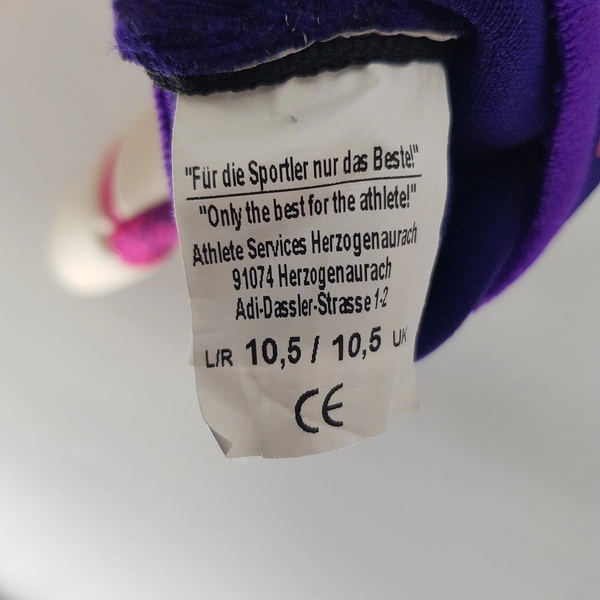 "Für die Sportler nur das Beste!"
"Only the best for the athlete!"
Athlete Services Herzogenaurach
91074 Herzogenaurach
Adi-Dassler-Strasse 1-2
L/R 10,5 / 10,5 UK
CE